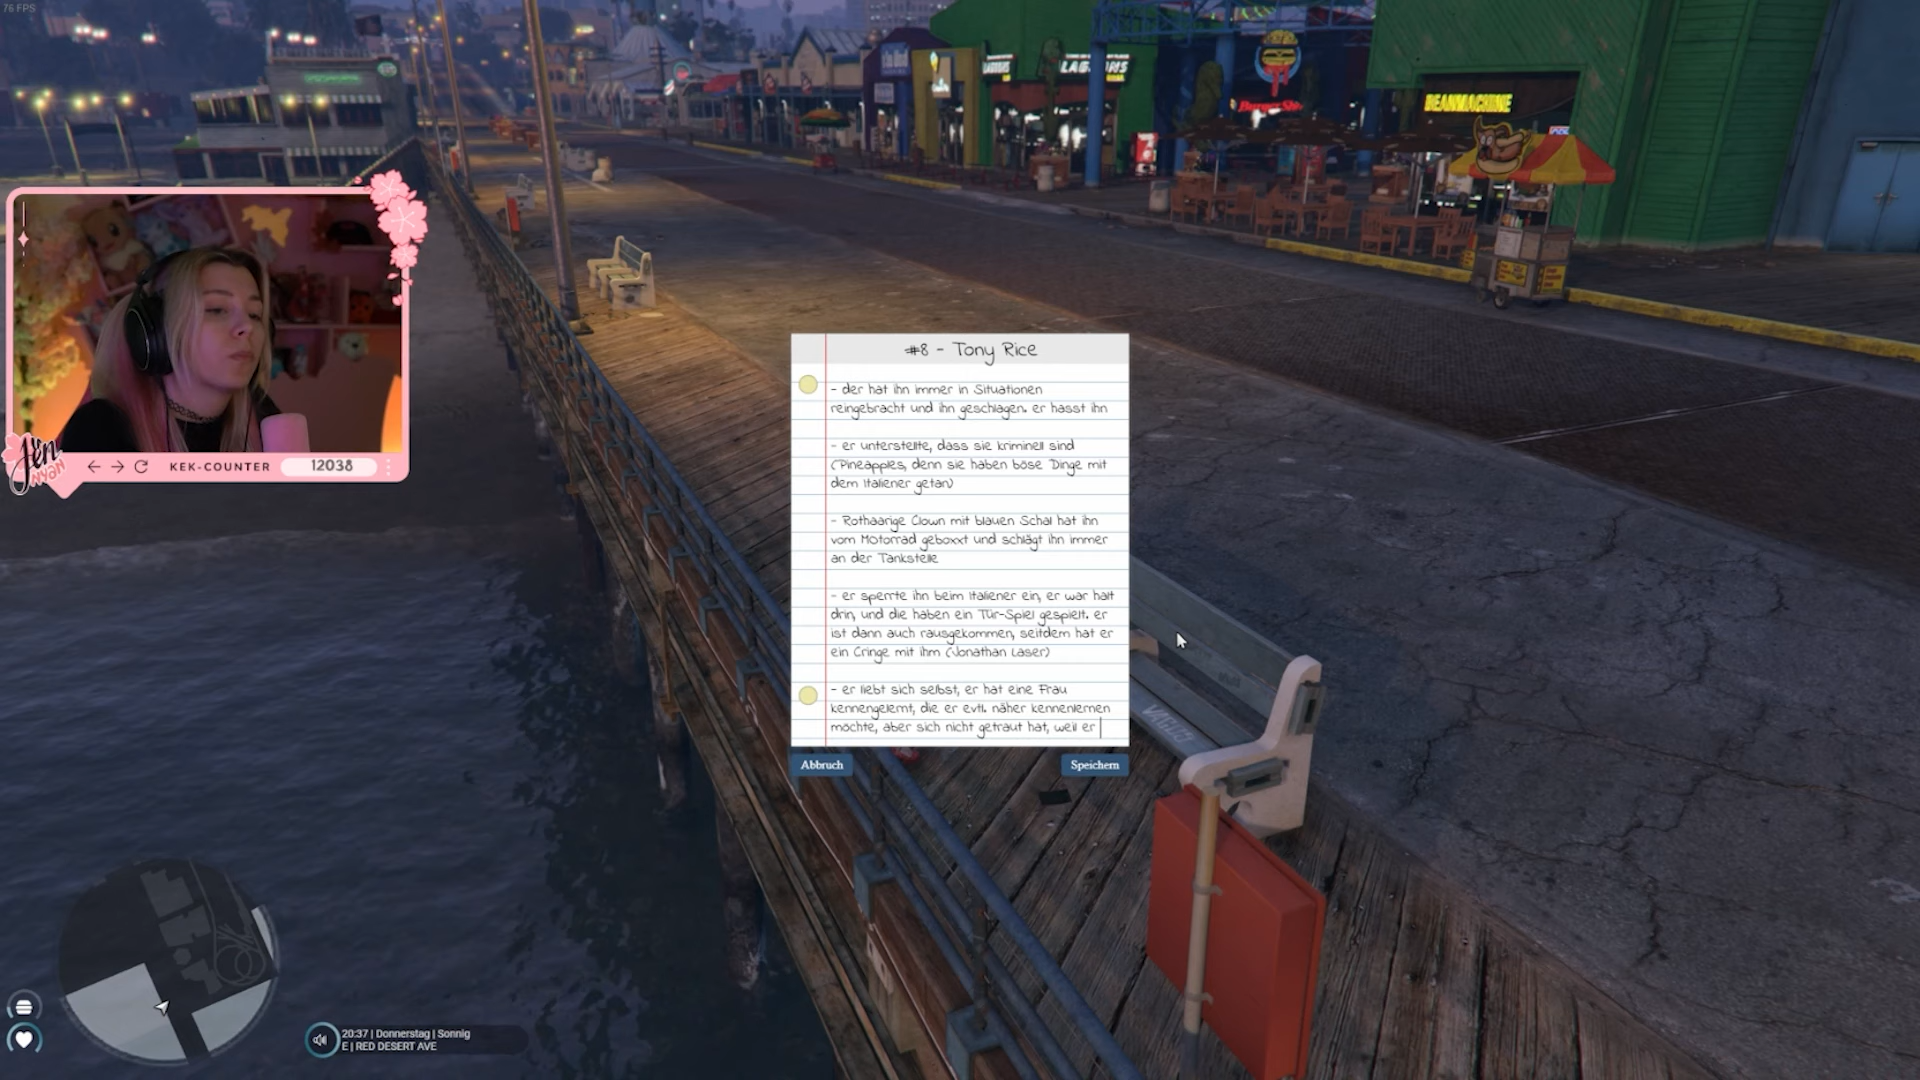 76 FPS
LAGERS
BEANMACHINE
#8 - Tony Rice
- der hat ihn immer in Situationen
reingebracht und ihn geschlagen. er hasst ihn
- er unterstellte, dass sie kriminell sind
(Pineapples, denn sie haben böse Dinge mit
dem Italiener getan)
- Rothaarige Clown mit blauen Schal hat ihn
vom Motorrad geboxxt und schlägt ihn immer
an der Tankstelle
- er sperrte ihn beim Italiener ein, er war halt
drin, und die haben ein Tür-Spiel gespielt. er
ist dann auch rausgekommen, seitdem hat er
ein Cringe mit ihm (Jonathan Laser)
- er liebt sich selbst, er hat eine Frau
kennengelernt, die er evtl. näher kennenlernen
möchte, aber sich nicht getraut hat, weil er
Abbruch
Speichern
Jen
NYAN
KEK-COUNTER
12038
20:37 | Donnerstag | Sonnig
E | RED DESERT AVE